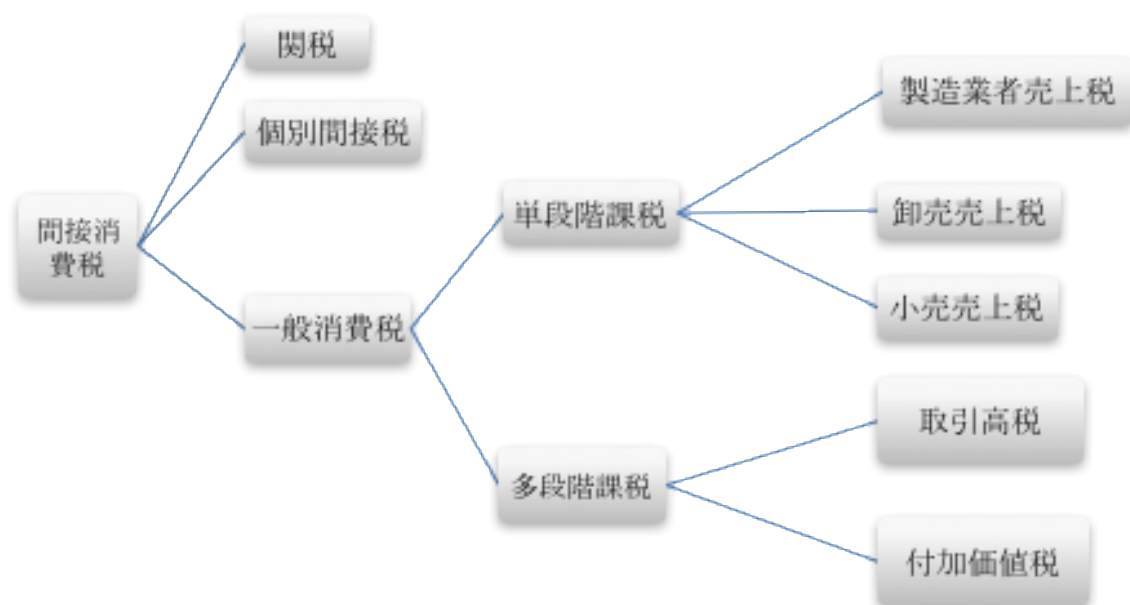 関税
個別間接税
間接消
費税
一般消費税
単段階課税
多段階課税
製造業者売上税
卸売売上税
小売売上税
取引高税
付加価値税